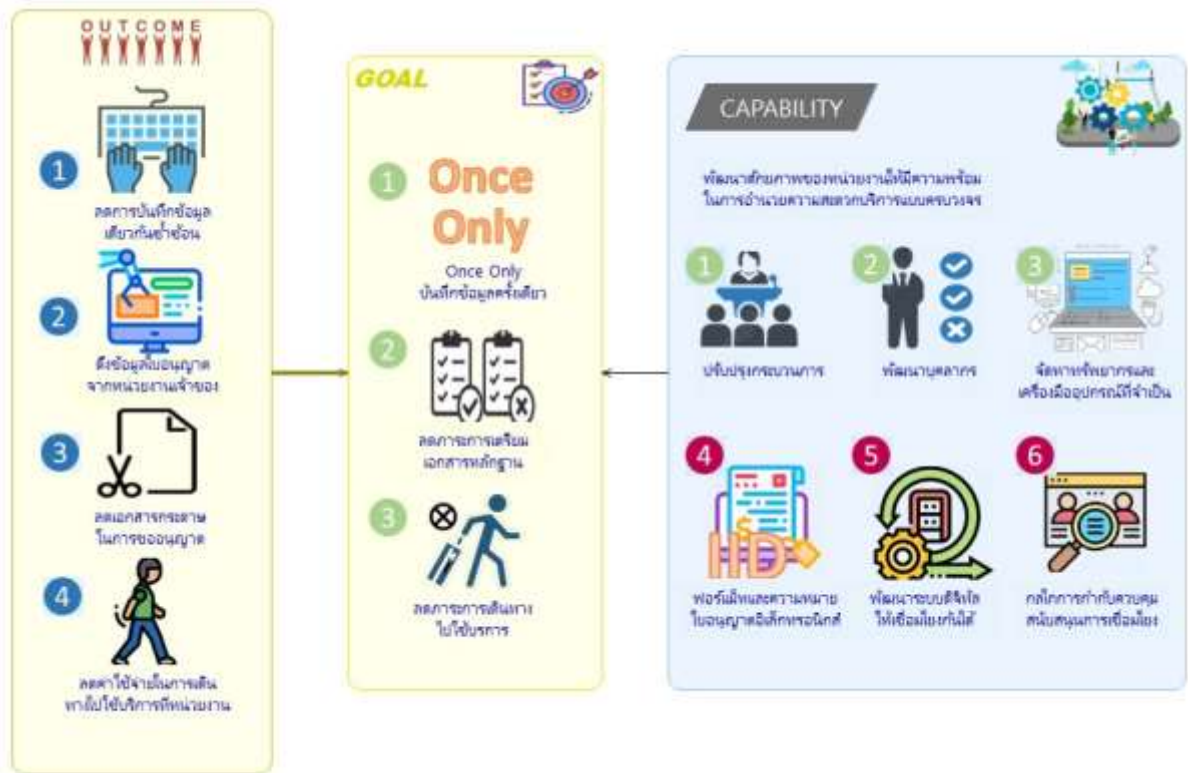 OUTCOME
1
ลดการบันทึกข้อมูล
เดียวกันซ้ำซ้อน
2
ดึงข้อมูลใบอนุญาต
จากหน่วยงานเจ้าของ
3
ลดเอกสารกระดาษ
ในการขออนุญาต
4
ลดค่าใช้จ่ายในการเดิน
ทางไปใช้บริการที่หน่วยงาน
GOAL
1
Once
Only
Once Only
บันทึกข้อมูลครั้งเดียว
2
ลดภาระการเตรียม
เอกสารหลักฐาน
3
ลดภาระการเดินทาง
ไปใช้บริการ
CAPABILITY
พัฒนาศักยภาพของหน่วยงานให้มีความพร้อม
ในการอำนวยความสะดวกบริการแบบครบวงจร
1
ปรับปรุงกระบวนการ
2
พัฒนาบุคลากร
3
จัดหาทรัพยากรและ
เครื่องมืออุปกรณ์ที่จำเป็น
4
ฟอร์แม็ทและความหมาย
ใบอนุญาตอิเล็กทรอนิกส์
5
พัฒนาระบบดิจิทัล
ให้เชื่อมโยงกันได้
6
กลไกการกำกับควบคุม
สนับสนุนการเชื่อมโยง